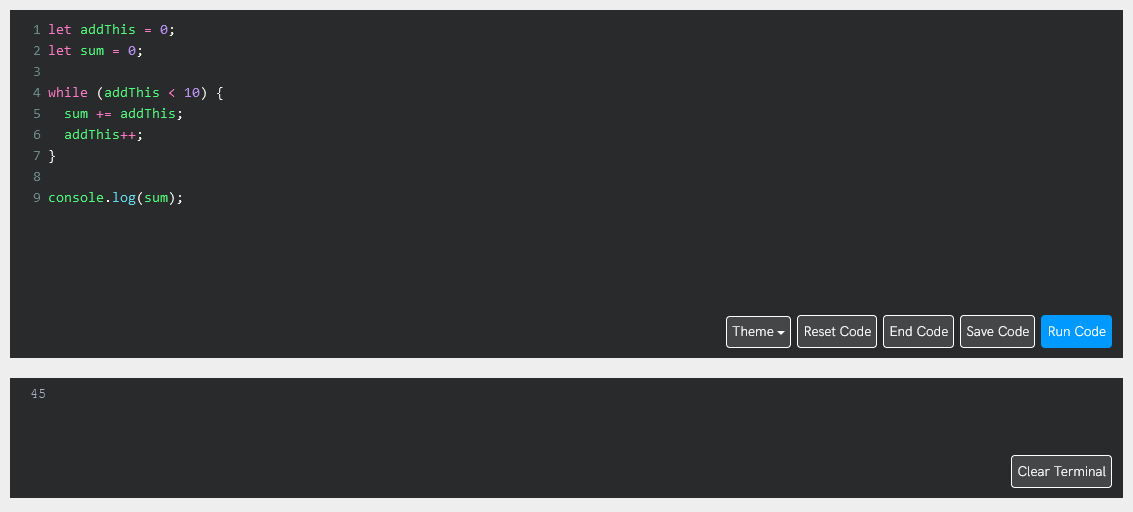 1 let addThis = 0;
2 let sum = 0;
3
4 while (addThis < 10) {
5   sum += addThis;
6   addThis++;
7 }
8
9 console.log(sum);
Theme Reset Code End Code Save Code Run Code
45
Clear Terminal